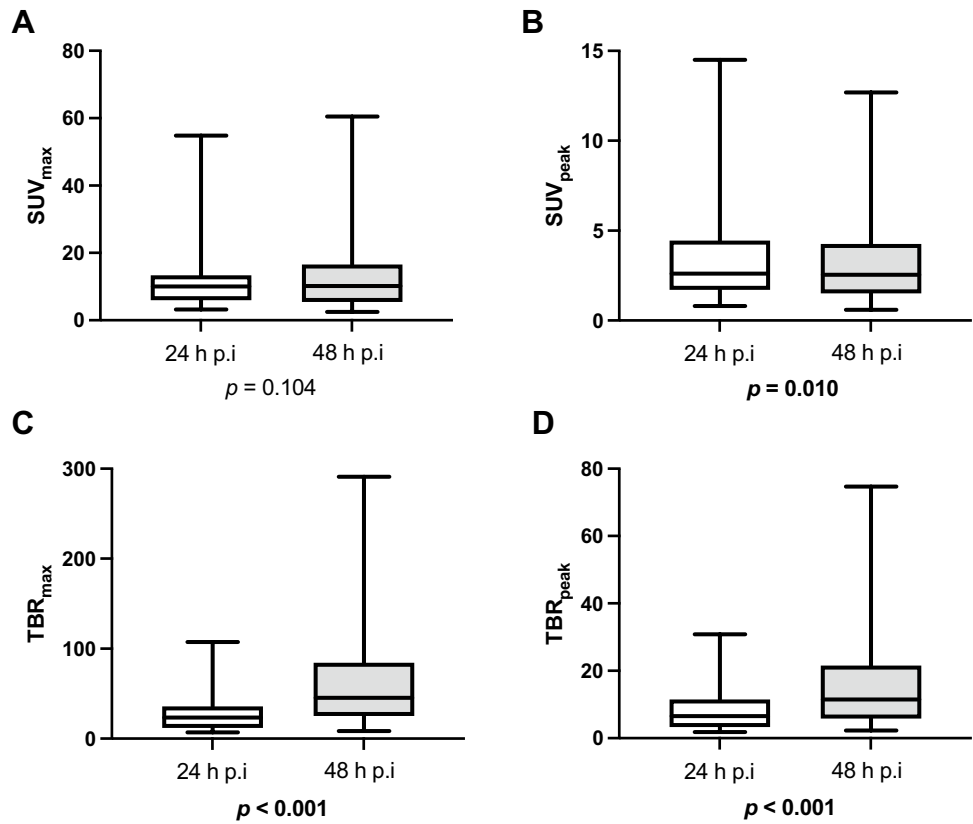 A
SUVmax
80
60
40
20
0
24 h p.i
48 h p.i
p = 0.104
B
SUVpeak
15
10
5
0
24 h p.i
48 h p.i
p = 0.010
C
TBRmax
300
200
100
0
24 h p.i
48 h p.i
p < 0.001
D
TBRpeak
80
60
40
20
0
24 h p.i
48 h p.i
p < 0.001